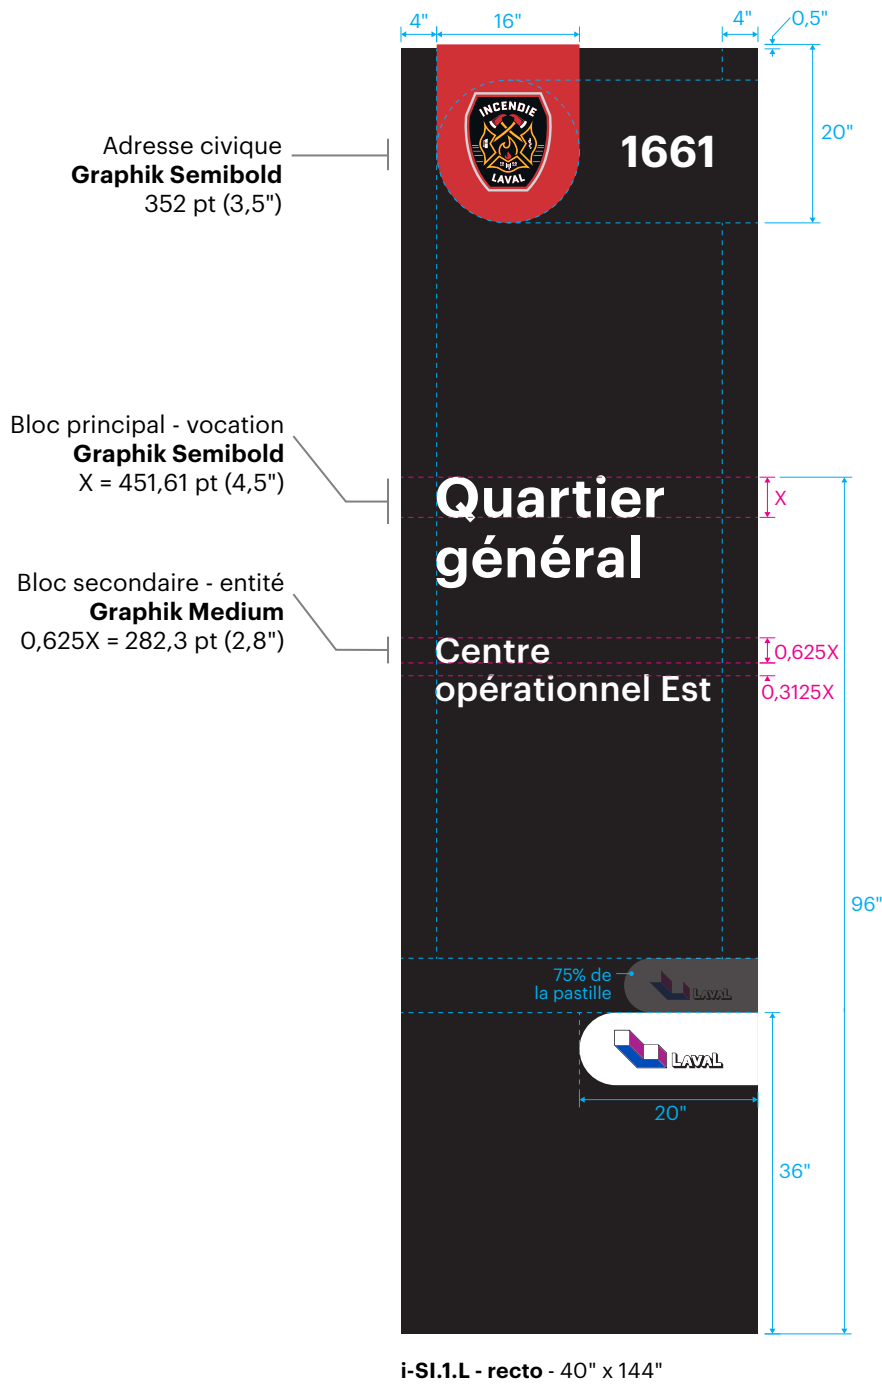 4"
16"
4"
0,5"
20"
Adresse civique
Graphik Semibold
352 pt (3,5")
INCENDIE
LAVAL
1661
Bloc principal - vocation
Graphik Semibold
X = 451,61 pt (4,5")
Quartier
général
X
Bloc secondaire - entité
Graphik Medium
0,625X = 282,3 pt (2,8")
Centre
opérationnel Est
0,625X
0,3125X
96"
75% de
la pastille
LAVAL
LAVAL
20"
36"
i-SI.1.L - recto - 40" x 144"